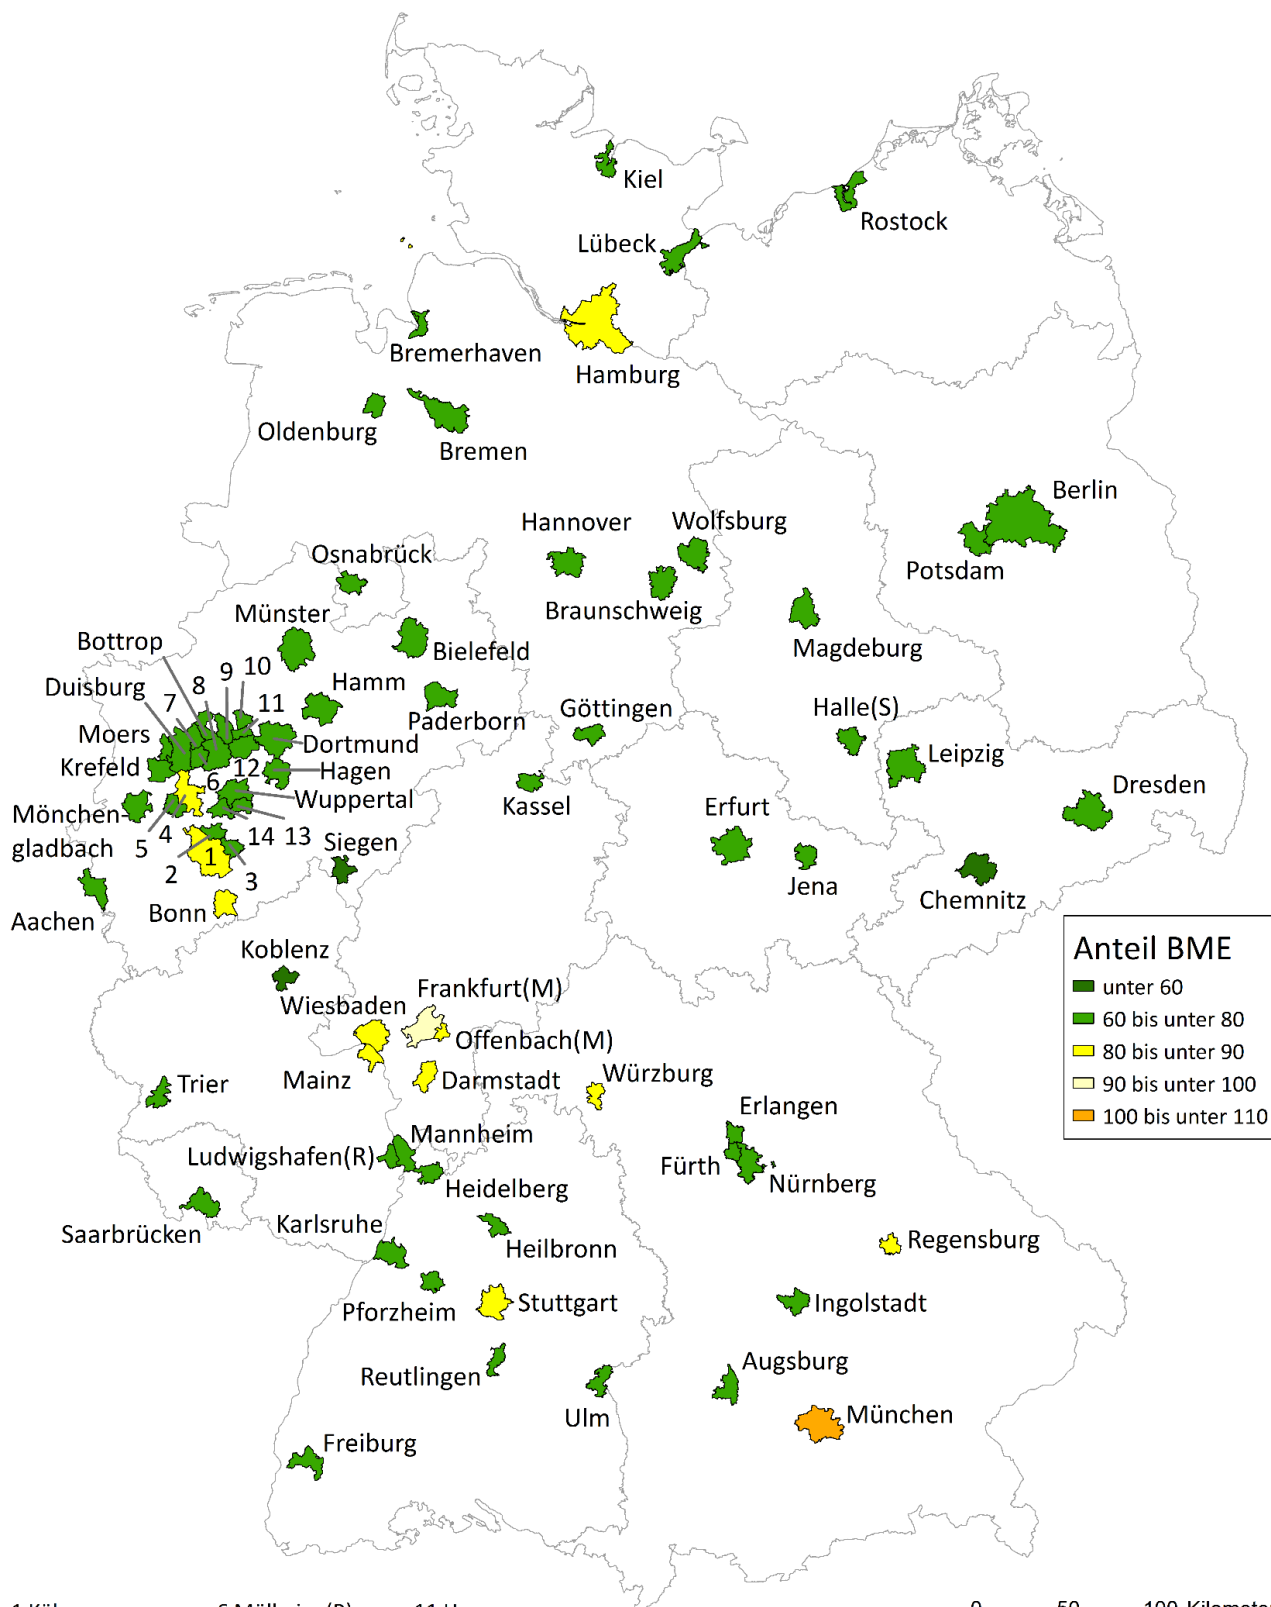 Kiel
Rostock
Lübeck
Bremerhaven
Hamburg
Oldenburg
Bremen
Berlin
Hannover
Wolfsburg
Osnabrück
Potsdam
Braunschweig
Münster
Bottrop
Bielefeld
Magdeburg
9
10
8
Duisburg
Hamm
7
11
Göttingen
Halle(S)
Paderborn
Moers
Dortmund
Leipzig
Krefeld
12
Hagen
6
Dresden
Wuppertal
Kassel
Erfurt
Mönchen-
gladbach
5
4
14
13
Siegen
1
2
3
Jena
Chemnitz
Aachen
Bonn
Koblenz
Anteil BME
unter 60
60 bis unter 80
80 bis unter 90
90 bis unter 100
100 bis unter 110
Frankfurt(M)
Wiesbaden
Offenbach(M)
Mainz
Darmstadt
Würzburg
Trier
Erlangen
Mannheim
Ludwigshafen(R)
Fürth
Nürnberg
Heidelberg
Karlsruhe
Saarbrücken
Heilbronn
Regensburg
Pforzheim
Stuttgart
Ingolstadt
Augsburg
Reutlingen
Ulm
München
Freiburg